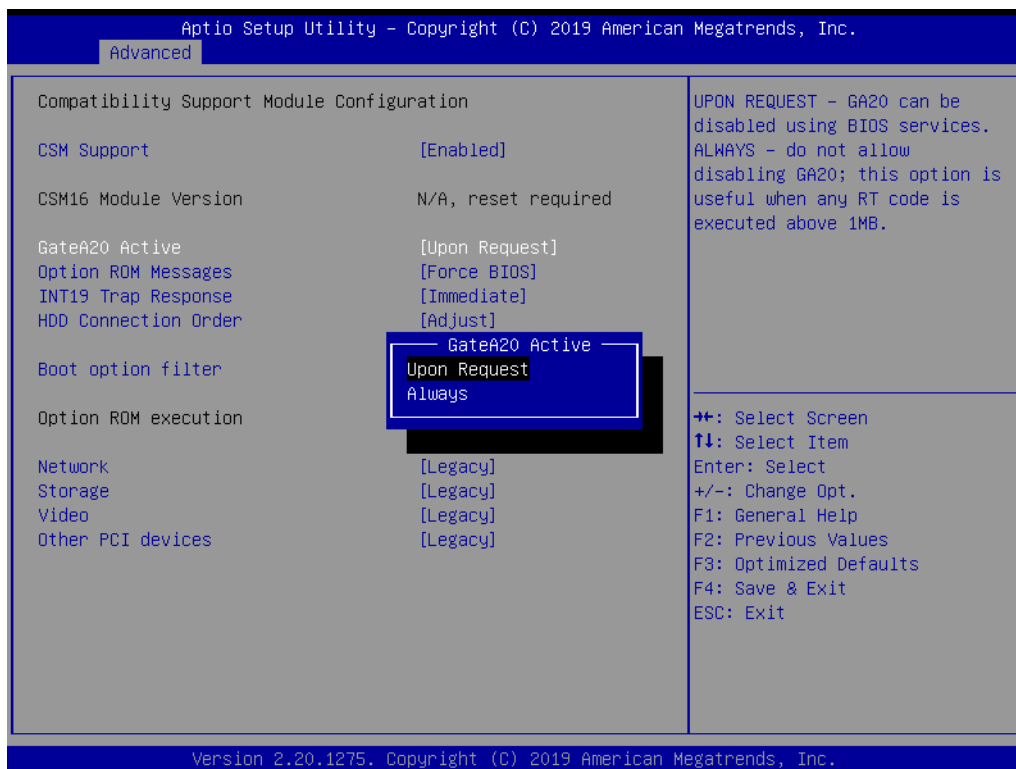 Aptio Setup Utility – Copyright (C) 2019 American Megatrends, Inc.
Advanced
Compatibility Support Module Configuration
CSM Support [Enabled]
CSM16 Module Version N/A, reset required
GateA20 Active [Upon Request]
Option ROM Messages [Force BIOS]
INT19 Trap Response [Immediate]
HDD Connection Order [Adjust]
GateA20 Active
Boot option filter Upon Request
Always
Option ROM execution
Network [Legacy]
Storage [Legacy]
Video [Legacy]
Other PCI devices [Legacy]
UPON REQUEST – GA20 can be
disabled using BIOS services.
ALWAYS – do not allow
disabling GA20; this option is
useful when any RT code is
executed above 1MB.
→←: Select Screen
↑↓: Select Item
Enter: Select
+/-: Change Opt.
F1: General Help
F2: Previous Values
F3: Optimized Defaults
F4: Save & Exit
ESC: Exit
Version 2.20.1275. Copyright (C) 2019 American Megatrends, Inc.